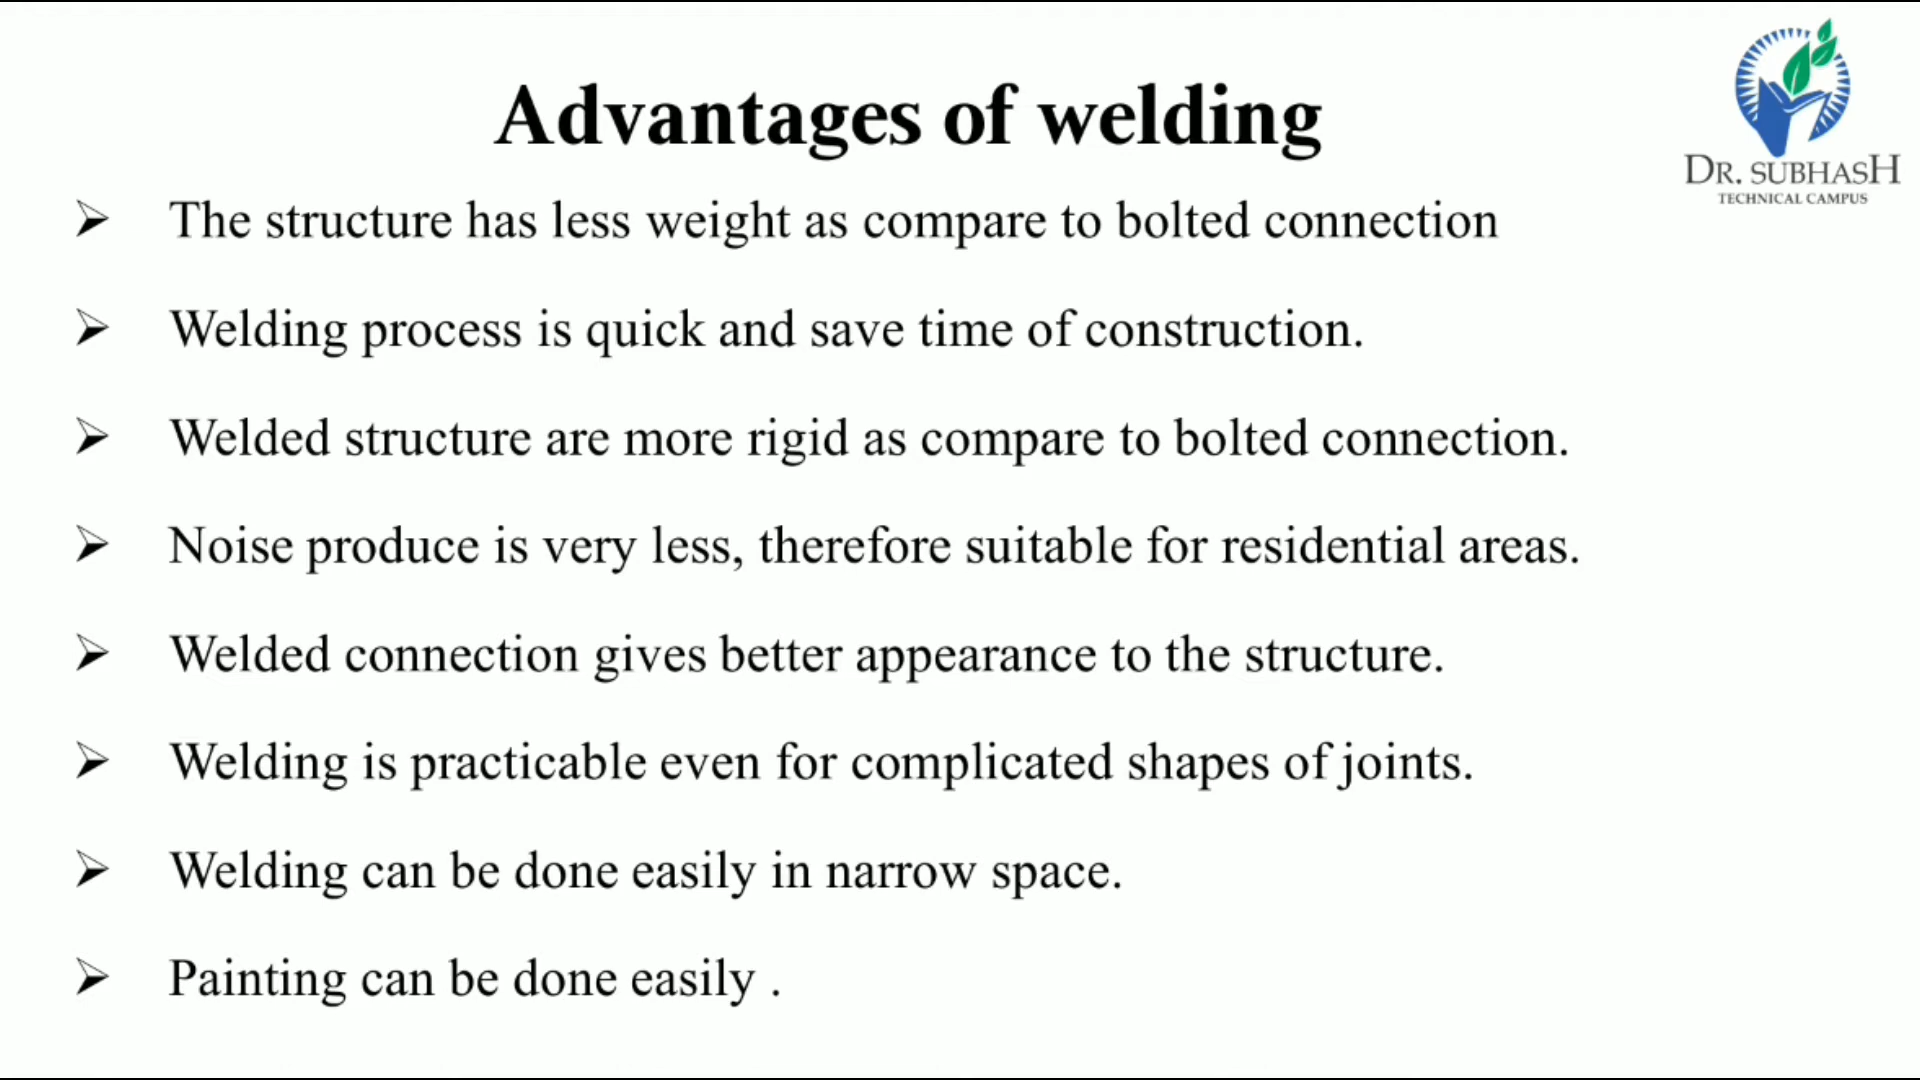 Advantages of welding
DR. SUBHASH
TECHNICAL CAMPUS
➢ The structure has less weight as compare to bolted connection
➢ Welding process is quick and save time of construction.
➢ Welded structure are more rigid as compare to bolted connection.
➢ Noise produce is very less, therefore suitable for residential areas.
➢ Welded connection gives better appearance to the structure.
➢ Welding is practicable even for complicated shapes of joints.
➢ Welding can be done easily in narrow space.
➢ Painting can be done easily .